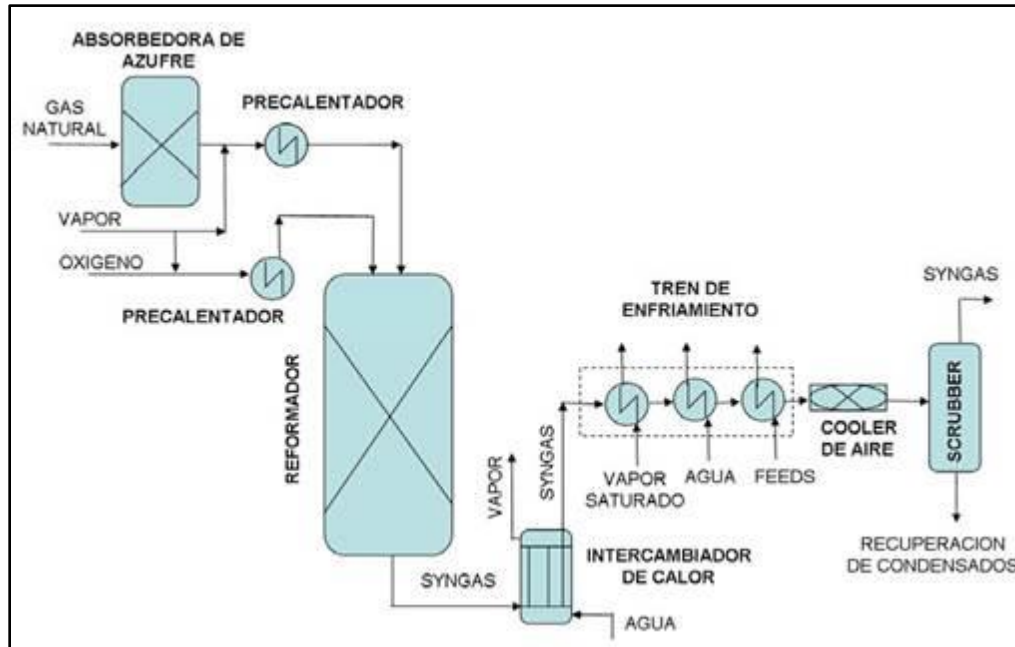 ABSORBEDORA DE
AZUFRE
GAS
NATURAL
PRECALENTADOR
VAPOR
OXIGENO
PRECALENTADOR
REFORMADOR
SYNGAS
VAPOR
SYNGAS
INTERCAMBIADOR
DE CALOR
AGUA
TREN DE
ENFRIAMIENTO
VAPOR
SATURADO
AGUA
FEEDS
COOLER
DE AIRE
SYNGAS
SCRUBBER
RECUPERACION
DE CONDENSADOS